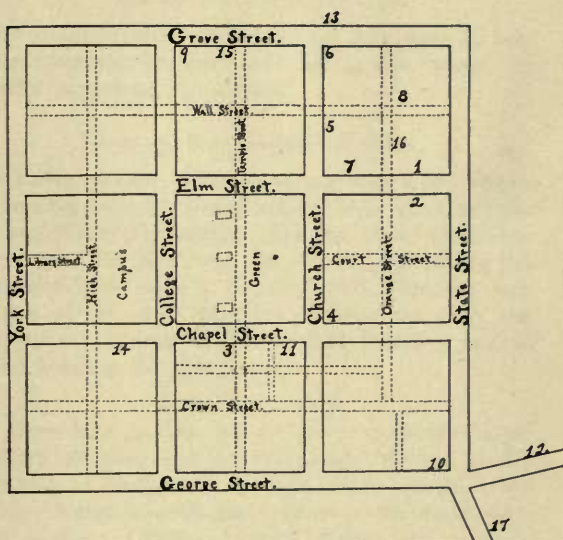 13
Grove Street.
9
15
6
8
Wall Street.
Temple Street
5
16
7
1
Elm Street.
2
York Street.
Library Street
High Street
Campus
College Street.
Green
Church Street.
Court Street
Orange Street
State Street.
4
Chapel Street.
14
3
11
Crown Street.
10
12.
George Street.
17